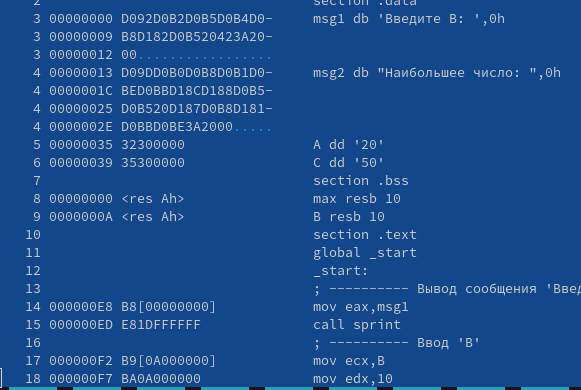 2 section .data
3 00000000 D092D0B2D0B5D0B4D0- msg1 db 'Введите В: ',0h
3 00000009 B8D182D0B520423A20-
3 00000012 00.................
4 00000013 D09DD0B0D0B8D0B1D0- msg2 db "Наибольшее число: ",0h
4 0000001C BED0BBD18CD188D0B5-
4 00000025 D0B520D187D0B8D181-
4 0000002E D0BBD0BE3A2000.....
5 00000035 32300000 A dd '20'
6 00000039 35300000 C dd '50'
7 section .bss
8 00000000 <res Ah> max resb 10
9 0000000A <res Ah> B resb 10
10 section .text
11 global _start
12 _start:
13 ; ---------- Вывод сообщения 'Введ
14 000000E8 B8[00000000] mov eax,msg1
15 000000ED E81DFFFFFF call sprint
16 ; ---------- Ввод 'B'
17 000000F2 B9[0A000000] mov ecx,B
18 000000F7 BA0A000000 mov edx,10